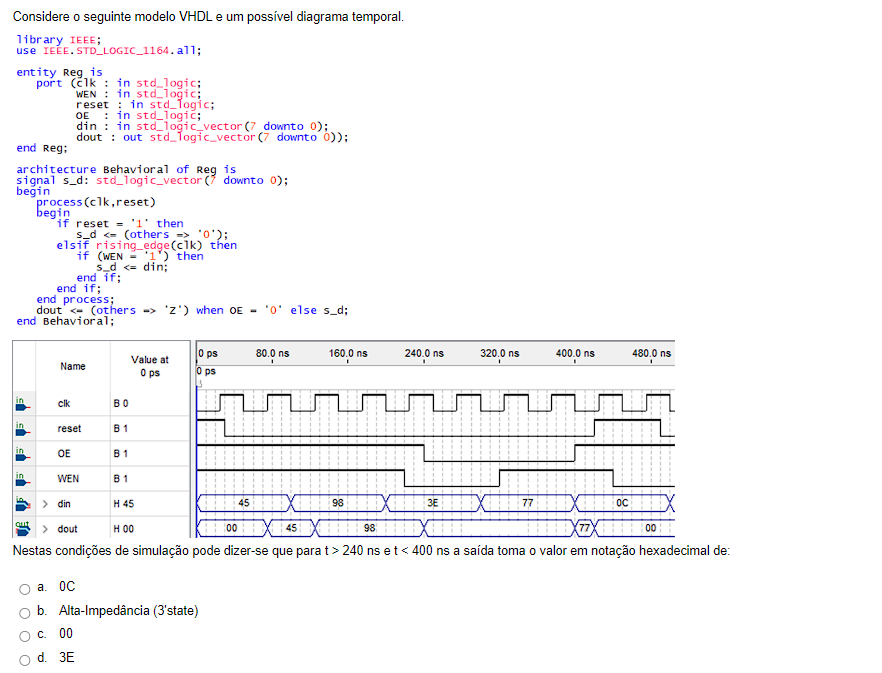 Considere o seguinte modelo VHDL e um possível diagrama temporal.
library IEEE;
use IEEE.STD_LOGIC_1164.all;
entity Reg is
port (clk : in std_logic;
WEN : in std_logic;
reset : in std_logic;
OE : in std_logic;
din : in std_logic_vector(7 downto 0);
dout : out std_logic_vector(7 downto 0));
end Reg;
architecture Behavioral of Reg is
signal s_d: std_logic_vector(7 downto 0);
begin
process(clk,reset)
begin
if reset = '1' then
s_d <= (others => '0');
elsif rising_edge(clk) then
if (WEN = '1') then
s_d <= din;
end if;
end if;
end process;
dout <= (others => 'Z') when OE = '0' else s_d;
end Behavioral;
Name Value at 0 ps 80.0 ns 160.0 ns 240.0 ns 320.0 ns 400.0 ns 480.0 ns
0 ps 0 ps
in clk B 0
in reset B 1
in OE B 1
in WEN B 1
in > din H 45 45 98 3E 77 0C
out > dout H 00 00 45 98 77 00
Nestas condições de simulação pode dizer-se que para t > 240 ns e t < 400 ns a saída toma o valor em notação hexadecimal de:
a. 0C
b. Alta-Impedância (3'state)
c. 00
d. 3E